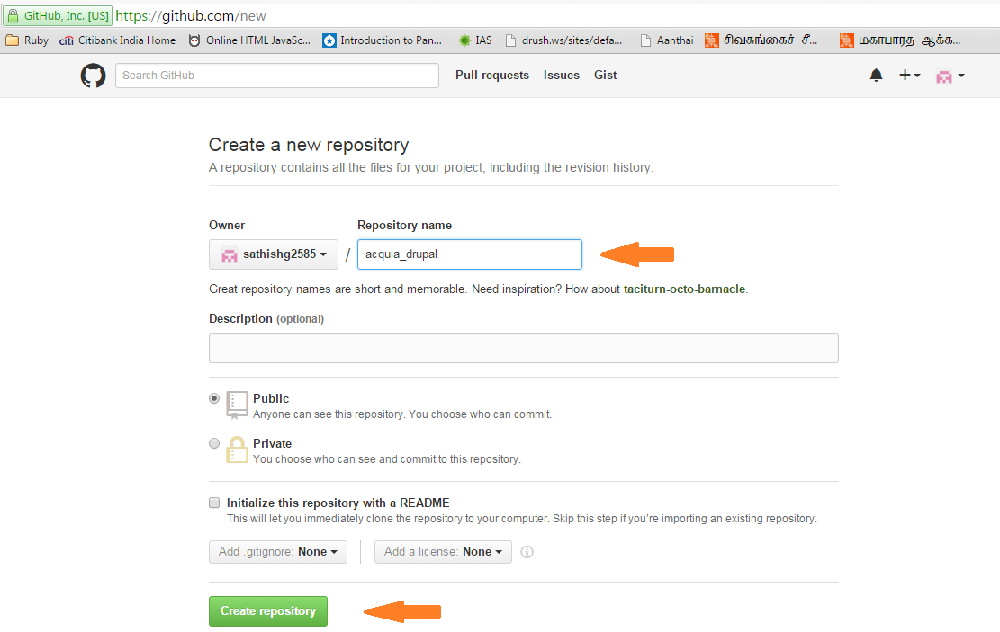 GitHub, Inc. [US] https://github.com/new
Ruby citi Citibank India Home Online HTML JavaSc... Introduction to Pan... IAS drush.ws/sites/defa... Aanthai சிவகங்கைச் சீ... மகாபாரத ஆக்க...
Search GitHub Pull requests Issues Gist
Create a new repository
A repository contains all the files for your project, including the revision history.
Owner Repository name
sathishg2585 / acquia_drupal
Great repository names are short and memorable. Need inspiration? How about taciturn-octo-barnacle.
Description (optional)
Public
Anyone can see this repository. You choose who can commit.
Private
You choose who can see and commit to this repository.
Initialize this repository with a README
This will let you immediately clone the repository to your computer. Skip this step if you’re importing an existing repository.
Add .gitignore: None Add a license: None
Create repository